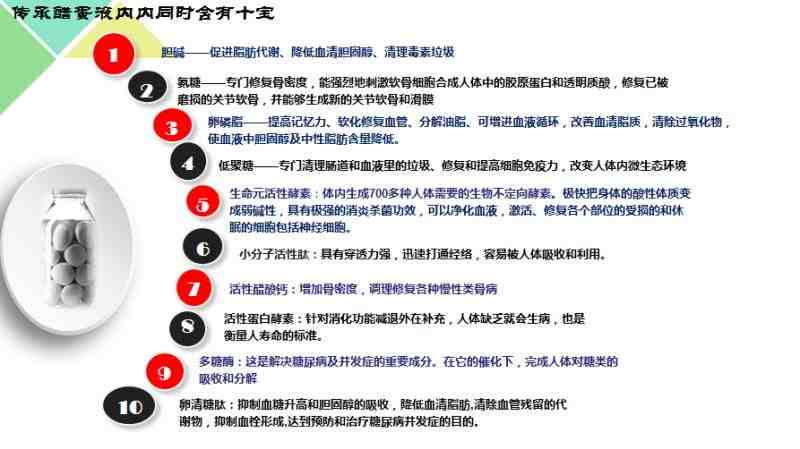 传承醋蛋液内内同时含有十宝
1
胆碱——促进脂肪代谢、降低血清胆固醇、清理毒素垃圾
2
氨糖——专门修复骨密度，能强烈地刺激软骨细胞合成人体中的胶原蛋白和透明质酸，修复已被
磨损的关节软骨，并能够生成新的关节软骨和滑膜
3
卵磷脂——提高记忆力、软化修复血管、分解油脂、可增进血液循环，改善血清脂质，清除过氧化物，
使血液中胆固醇及中性脂肪含量降低。
4
低聚糖——专门清理肠道和血液里的垃圾、修复和提高细胞免疫力，改变人体内微生态环境
5
生命元活性酵素：体内生成700多种人体需要的生物不定向酵素。极快把身体的酸性体质变
成弱碱性，具有极强的消炎杀菌功效，可以净化血液，激活、修复各个部位的受损的和休
眠的细胞包括神经细胞。
6
小分子活性肽：具有穿透力强，迅速打通经络，容易被人体吸收和利用。
7
活性醋酸钙：增加骨密度，调理修复各种慢性类骨病
8
活性蛋白酵素：针对消化功能减退外在补充，人体缺乏就会生病，也是
衡量人寿命的标准。
9
多糖酶：这是解决糖尿病及并发症的重要成分。在它的催化下，完成人体对糖类的
吸收和分解
10
卵清糖肽：抑制血糖升高和胆固醇的吸收，降低血清脂肪,清除血管残留的代
谢物，抑制血栓形成,达到预防和治疗糖尿病并发症的目的。